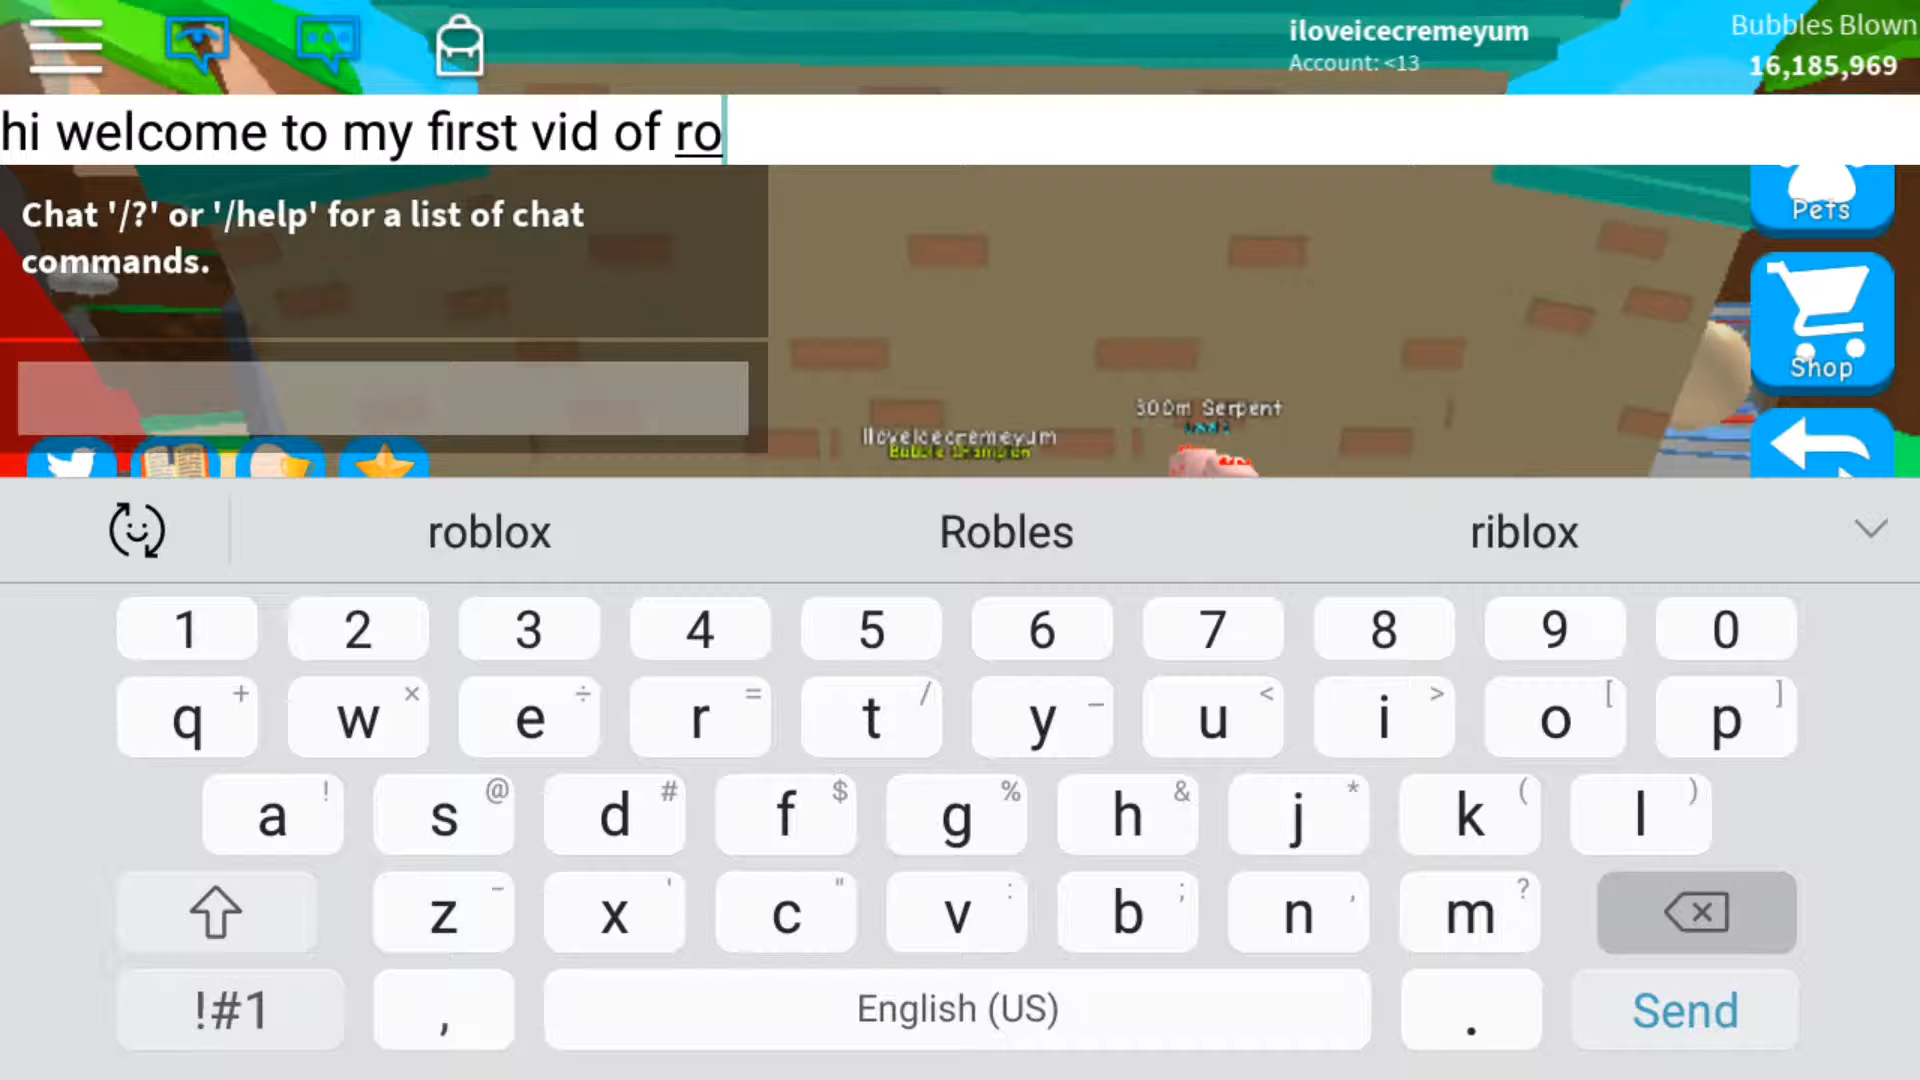 iloveicecremeyum
Account: <13
Bubbles Blown
16,185,969
hi welcome to my first vid of ro
Chat '/?' or '/help' for a list of chat
commands.
Pets
Shop
300m Serpent
iloveicecremeyum
Bubble Champion
roblox Robles riblox
1 2 3 4 5 6 7 8 9 0
q + w × e ÷ r = t / y _ u < i > o [ p ]
a ! s @ d # f $ g % h & j * k ( l )
z - x ' c " v : b ; n , m ?
!#1 , English (US) . Send